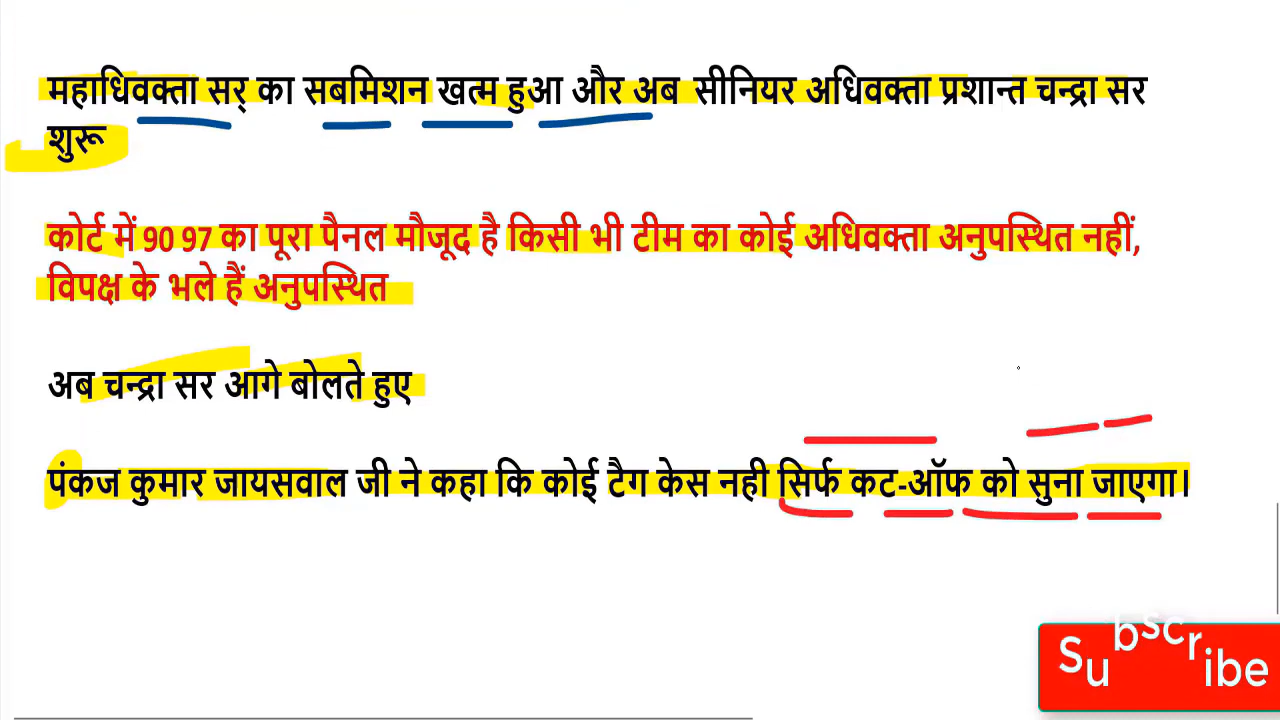 महाधिवक्ता सर् का सबमिशन खत्म हुआ और अब सीनियर अधिवक्ता प्रशान्त चन्द्रा सर
शुरू
कोर्ट में 90 97 का पूरा पैनल मौजूद है किसी भी टीम का कोई अधिवक्ता अनुपस्थित नहीं,
विपक्ष के भले हैं अनुपस्थित
अब चन्द्रा सर आगे बोलते हुए
पंकज कुमार जायसवाल जी ने कहा कि कोई टैग केस नही सिर्फ कट-ऑफ को सुना जाएगा।
Subscribe